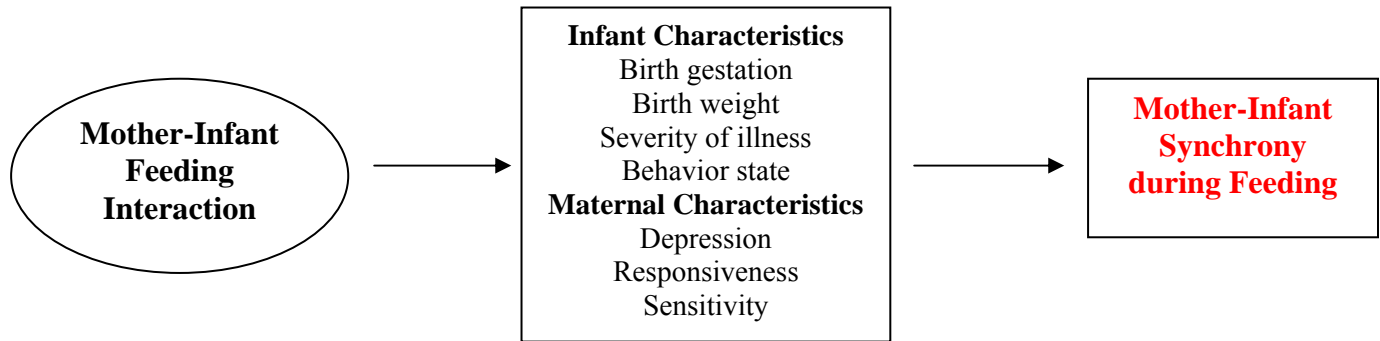 Mother-Infant
Feeding
Interaction
Infant Characteristics
Birth gestation
Birth weight
Severity of illness
Behavior state
Maternal Characteristics
Depression
Responsiveness
Sensitivity
Mother-Infant
Synchrony
during Feeding